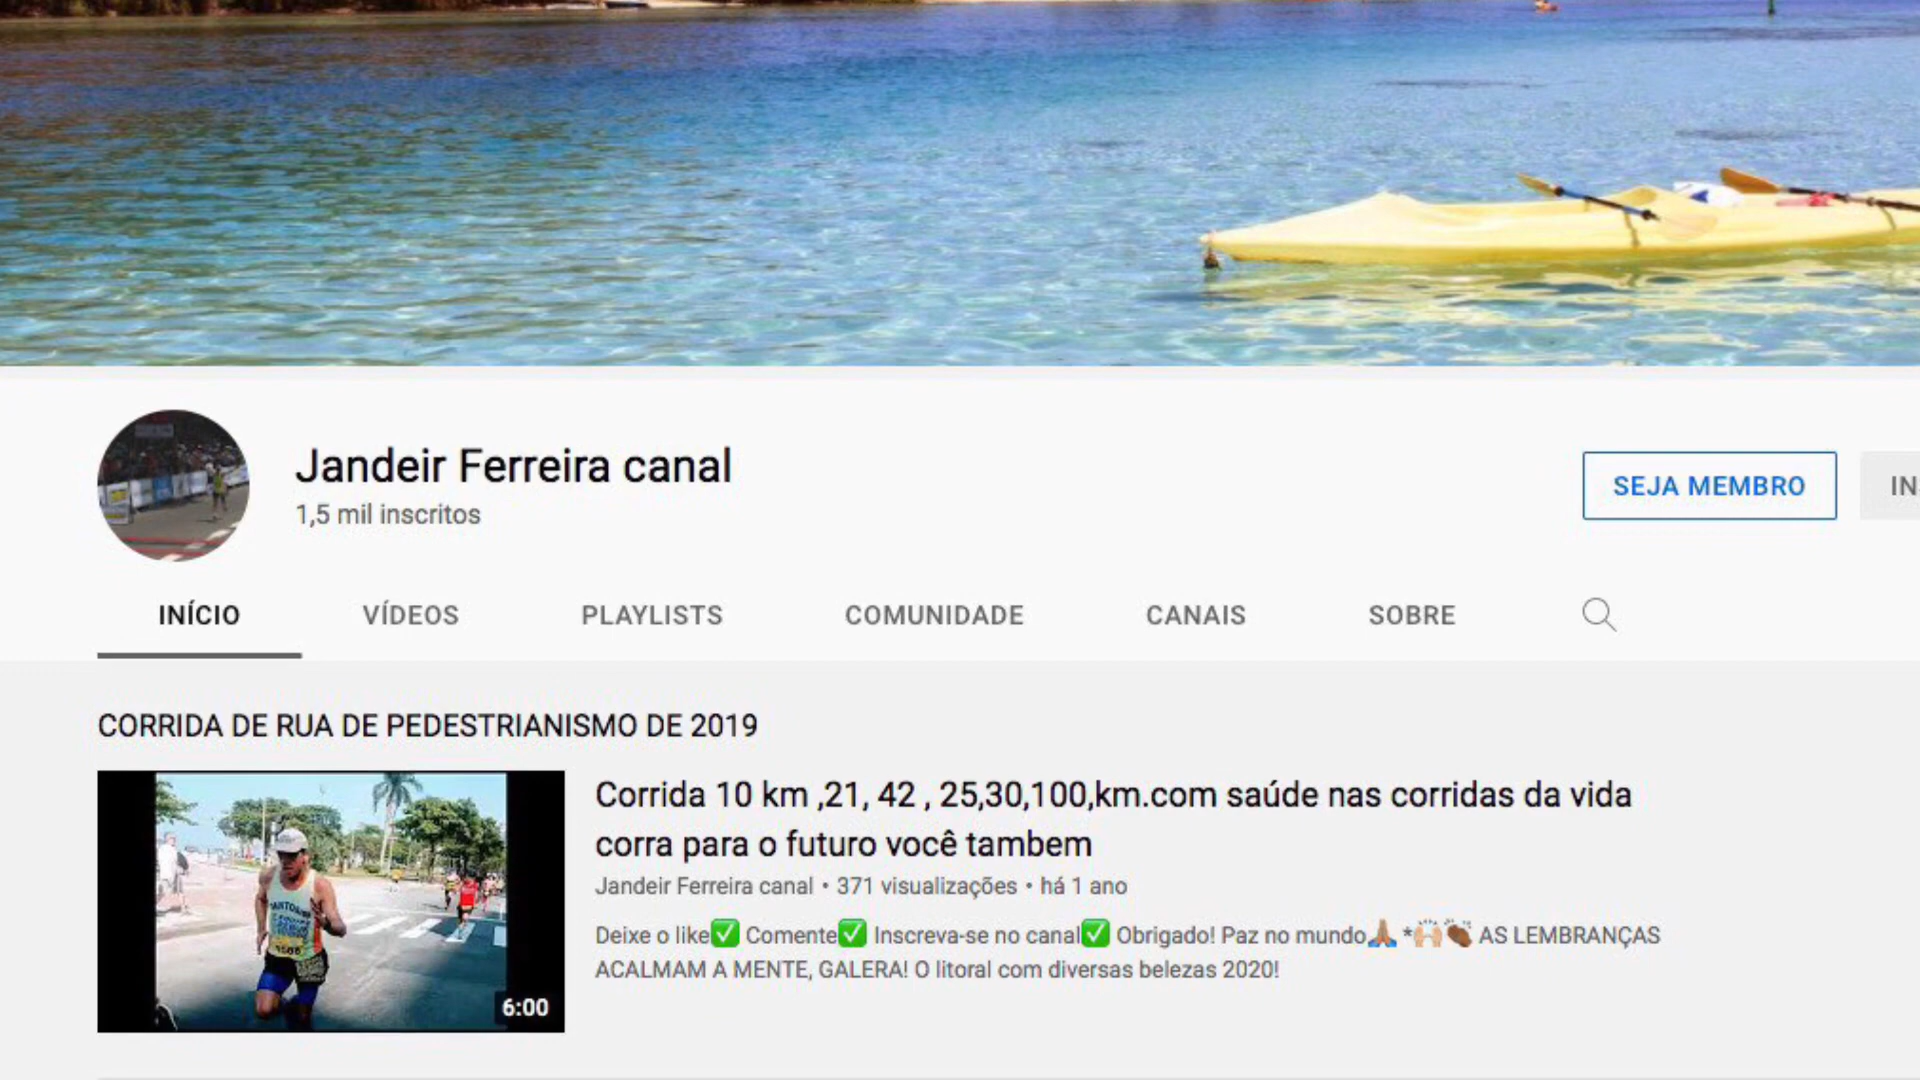 Jandeir Ferreira canal
1,5 mil inscritos
SEJA MEMBRO
INÍCIO
VÍDEOS
PLAYLISTS
COMUNIDADE
CANAIS
SOBRE
CORRIDA DE RUA DE PEDESTRIANISMO DE 2019
Corrida 10 km ,21, 42 , 25,30,100,km.com saúde nas corridas da vida
corra para o futuro você tambem
Jandeir Ferreira canal • 371 visualizações • há 1 ano
Deixe o like✅ Comente✅ Inscreva-se no canal✅ Obrigado! Paz no mundo🙏🏽 *🙌🏻👏🏾 AS LEMBRANÇAS
ACALMAM A MENTE, GALERA! O litoral com diversas belezas 2020!
6:00